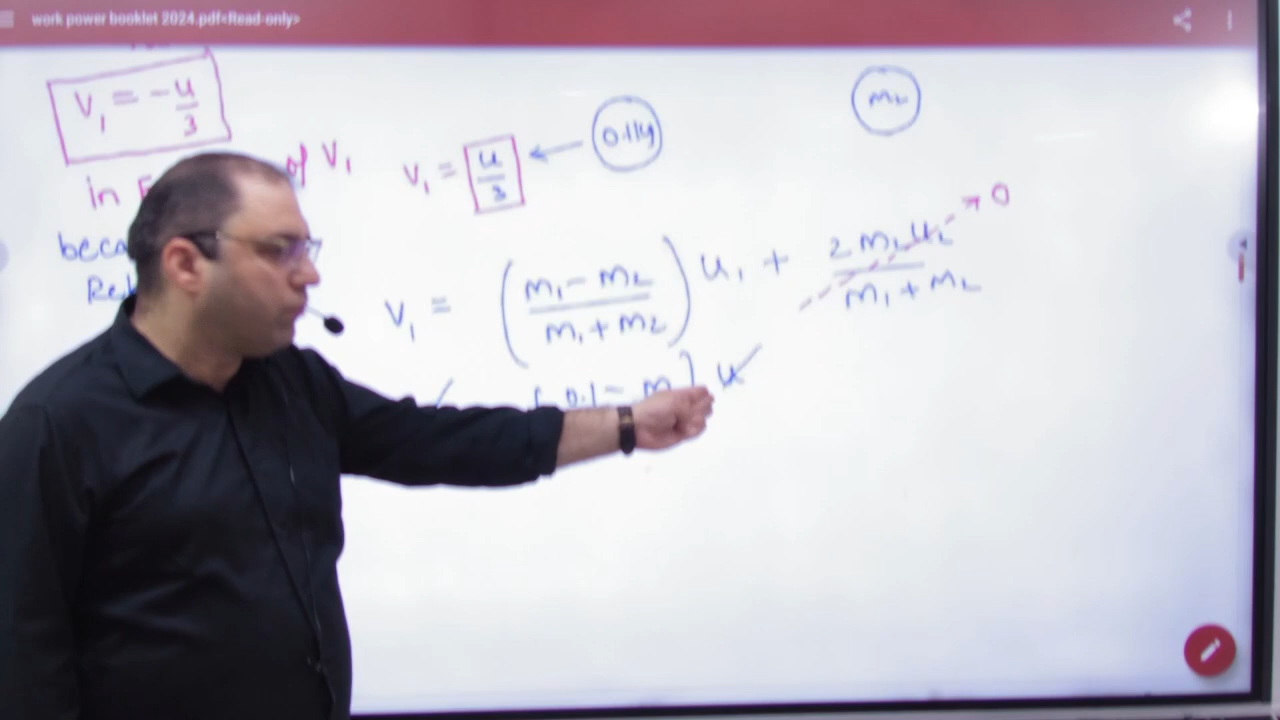 work power booklet 2024.pdf<Read-only>
V₁ = -u/3
of V₁
V₁ = u/3 ← 0.1kg
m₂
in
beca
Rel
V₁ = (m₁ - m₂ / m₁ + m₂) u₁ + 2m₂u₂ / m₁ + m₂ → 0
0.1 - m u